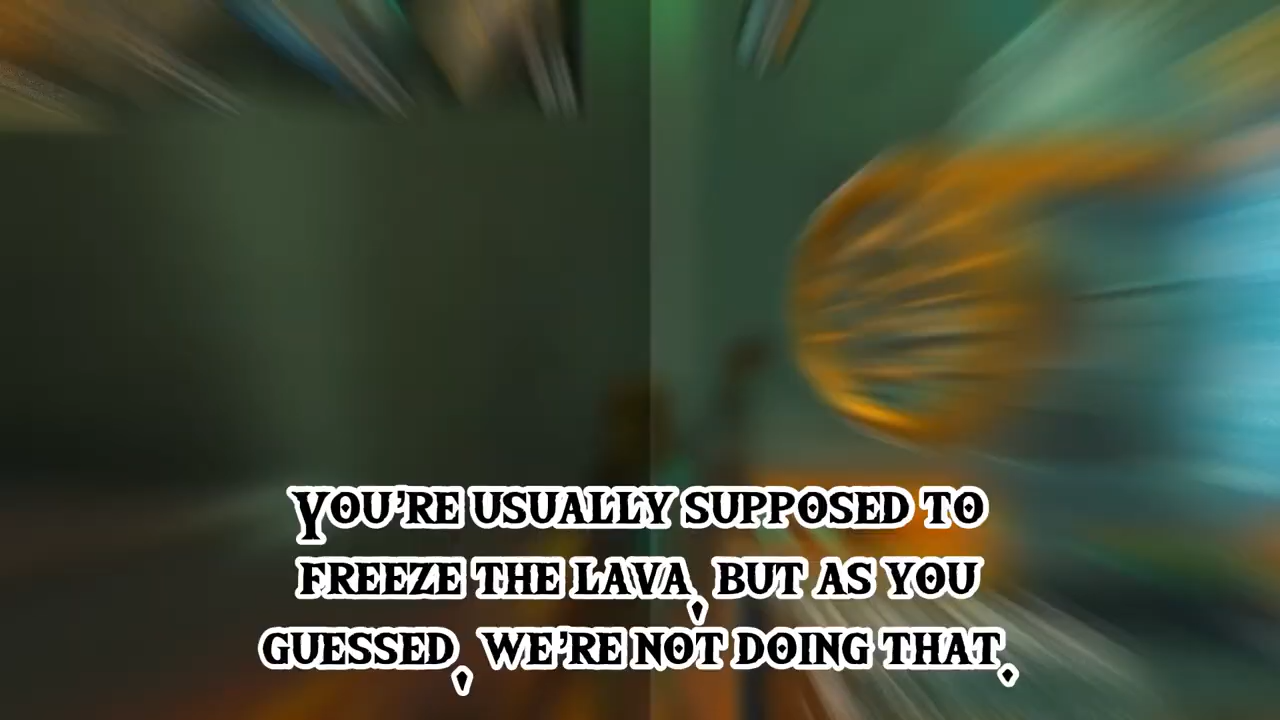 You're usually supposed to
freeze the lava, but as you
guessed, we're not doing that.